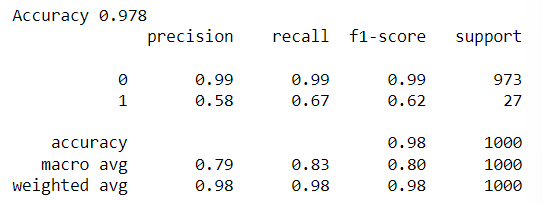 Accuracy 0.978
precision recall f1-score support
0 0.99 0.99 0.99 973
1 0.58 0.67 0.62 27
accuracy 0.98 1000
macro avg 0.79 0.83 0.80 1000
weighted avg 0.98 0.98 0.98 1000